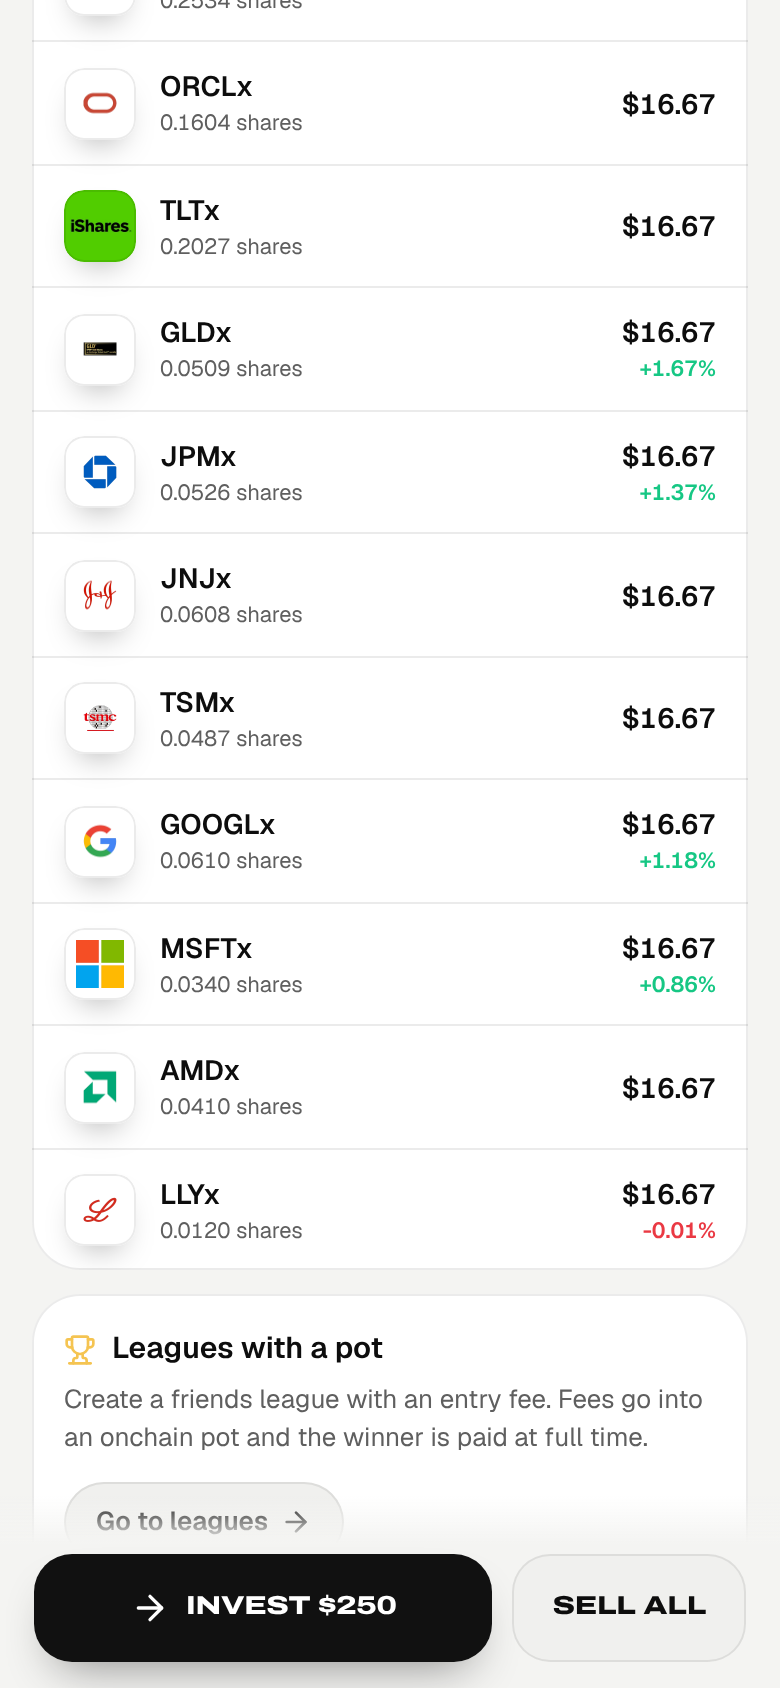 0.2534 shares
ORCLx
$16.67
0.1604 shares
iShares.
TLTx
$16.67
0.2027 shares
GLDx
$16.67
0.0509 shares
+1.67%
JPMx
$16.67
0.0526 shares
+1.37%
J&J
JNJx
$16.67
0.0608 shares
tsmc
TSMx
$16.67
0.0487 shares
GOOGLx
$16.67
0.0610 shares
+1.18%
MSFTx
$16.67
0.0340 shares
+0.86%
AMDx
$16.67
0.0410 shares
LLYx
$16.67
0.0120 shares
-0.01%
Leagues with a pot
Create a friends league with an entry fee. Fees go into
an onchain pot and the winner is paid at full time.
Go to leagues →
→ INVEST $250
SELL ALL